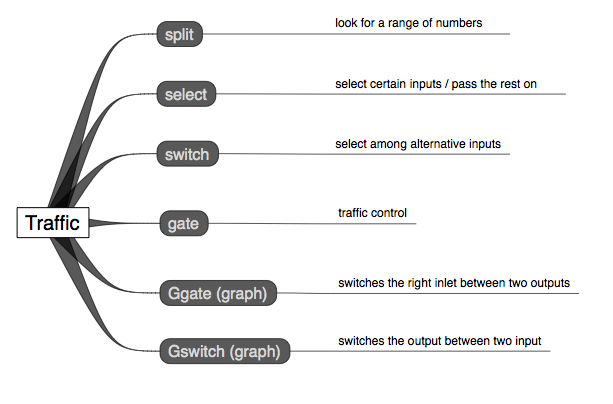 split
look for a range of numbers
select
select certain inputs / pass the rest on
switch
select among alternative inputs
Traffic
gate
traffic control
Ggate (graph)
switches the right inlet between two outputs
Gswitch (graph)
switches the output between two input